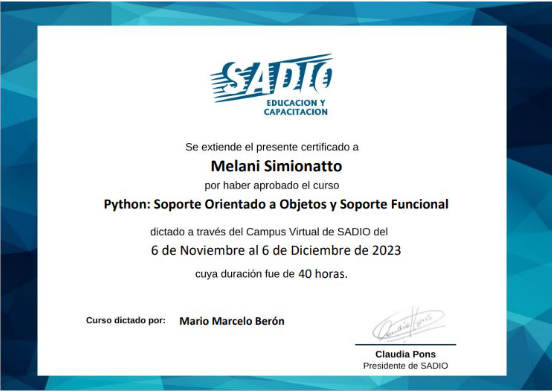 SADIO
EDUCACION Y
CAPACITACION
Se extiende el presente certificado a
Melani Simionatto
por haber aprobado el curso
Python: Soporte Orientado a Objetos y Soporte Funcional
dictado a través del Campus Virtual de SADIO del
6 de Noviembre al 6 de Diciembre de 2023
cuya duración fue de 40 horas.
Curso dictado por: Mario Marcelo Berón
Claudia Pons
Presidente de SADIO